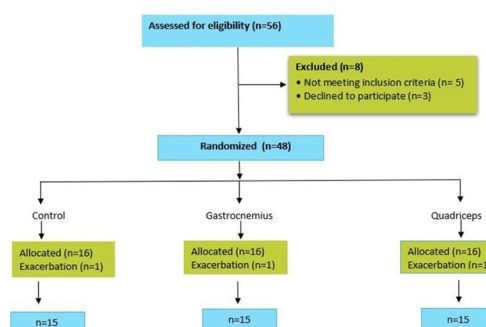 Assessed for eligibility (n=56)
Excluded (n=8)
• Not meeting inclusion criteria (n= 5)
• Declined to participate (n=3)
Randomized (n=48)
Control
Gastrocnemius
Quadriceps
Allocated (n=16)
Exacerbation (n=1)
Allocated (n=16)
Exacerbation (n=1)
Allocated (n=16)
Exacerbation (n=1
n=15
n=15
n=15